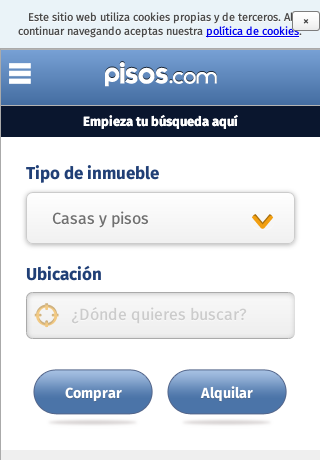 Este sitio web utiliza cookies propias y de terceros. Al
continuar navegando aceptas nuestra política de cookies.
×
pisos.com
Empieza tu búsqueda aquí
Tipo de inmueble
Casas y pisos
Ubicación
¿Dónde quieres buscar?
Comprar
Alquilar